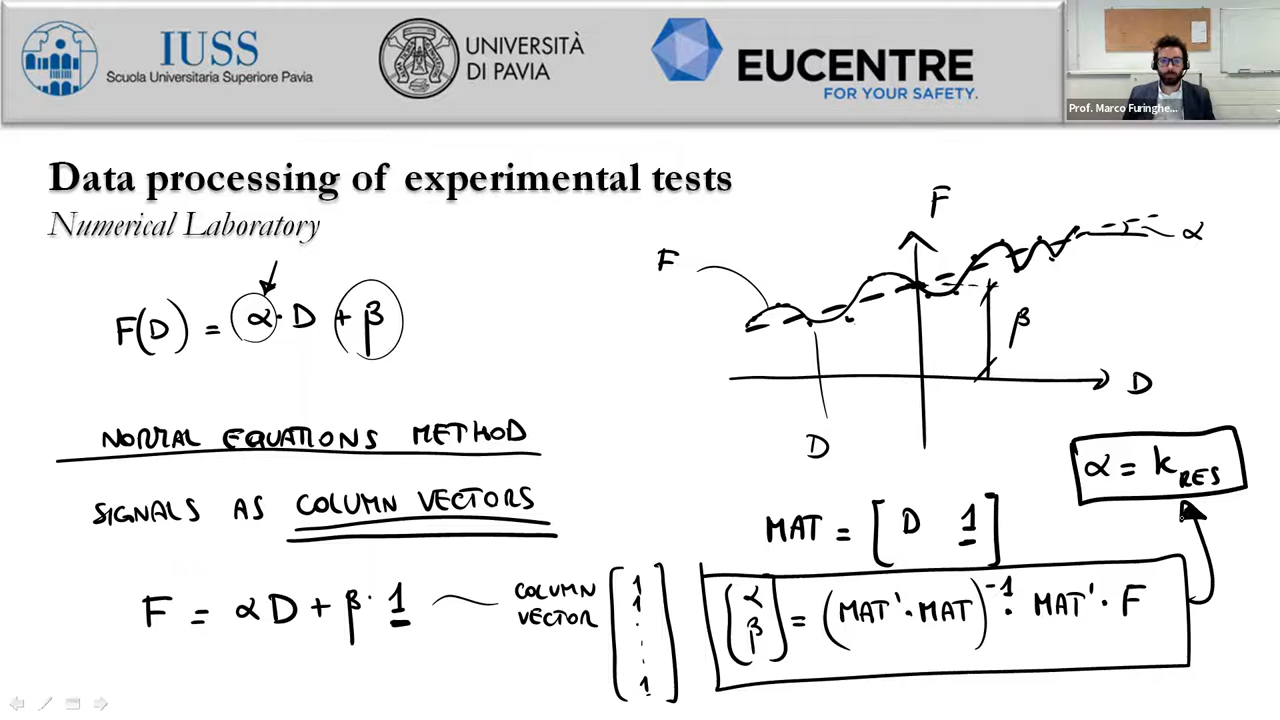 IUSS
Scuola Universitaria Superiore Pavia
UNIVERSITÀ
DI PAVIA
EUCENTRE
FOR YOUR SAFETY.
Prof. Marco Furinghe...
Data processing of experimental tests
Numerical Laboratory
F(D) = α · D + β
F
F
α
β
D
D
NORMAL EQUATIONS METHOD
SIGNALS AS COLUMN VECTORS
F = αD + β · 1
COLUMN
VECTOR
[1 1 . . . 1]
α = k_RES
MAT = [D 1]
(α β) = (MAT' · MAT)^-1 · MAT' · F